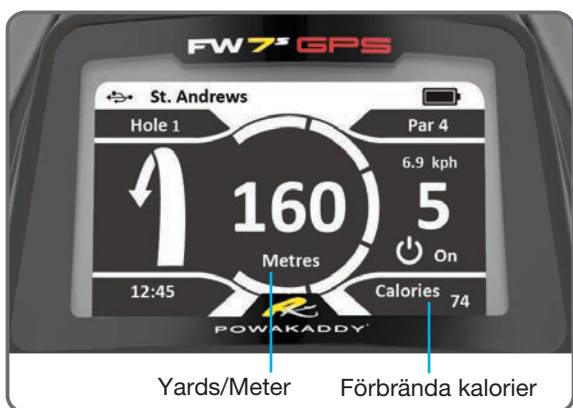 FW7s GPS
St. Andrews
Hole 1
Par 4
6.9 kph
160
5
Metres
On
12:45
Calories 74
POWAKADDY
Yards/Meter
Förbrända kalorier